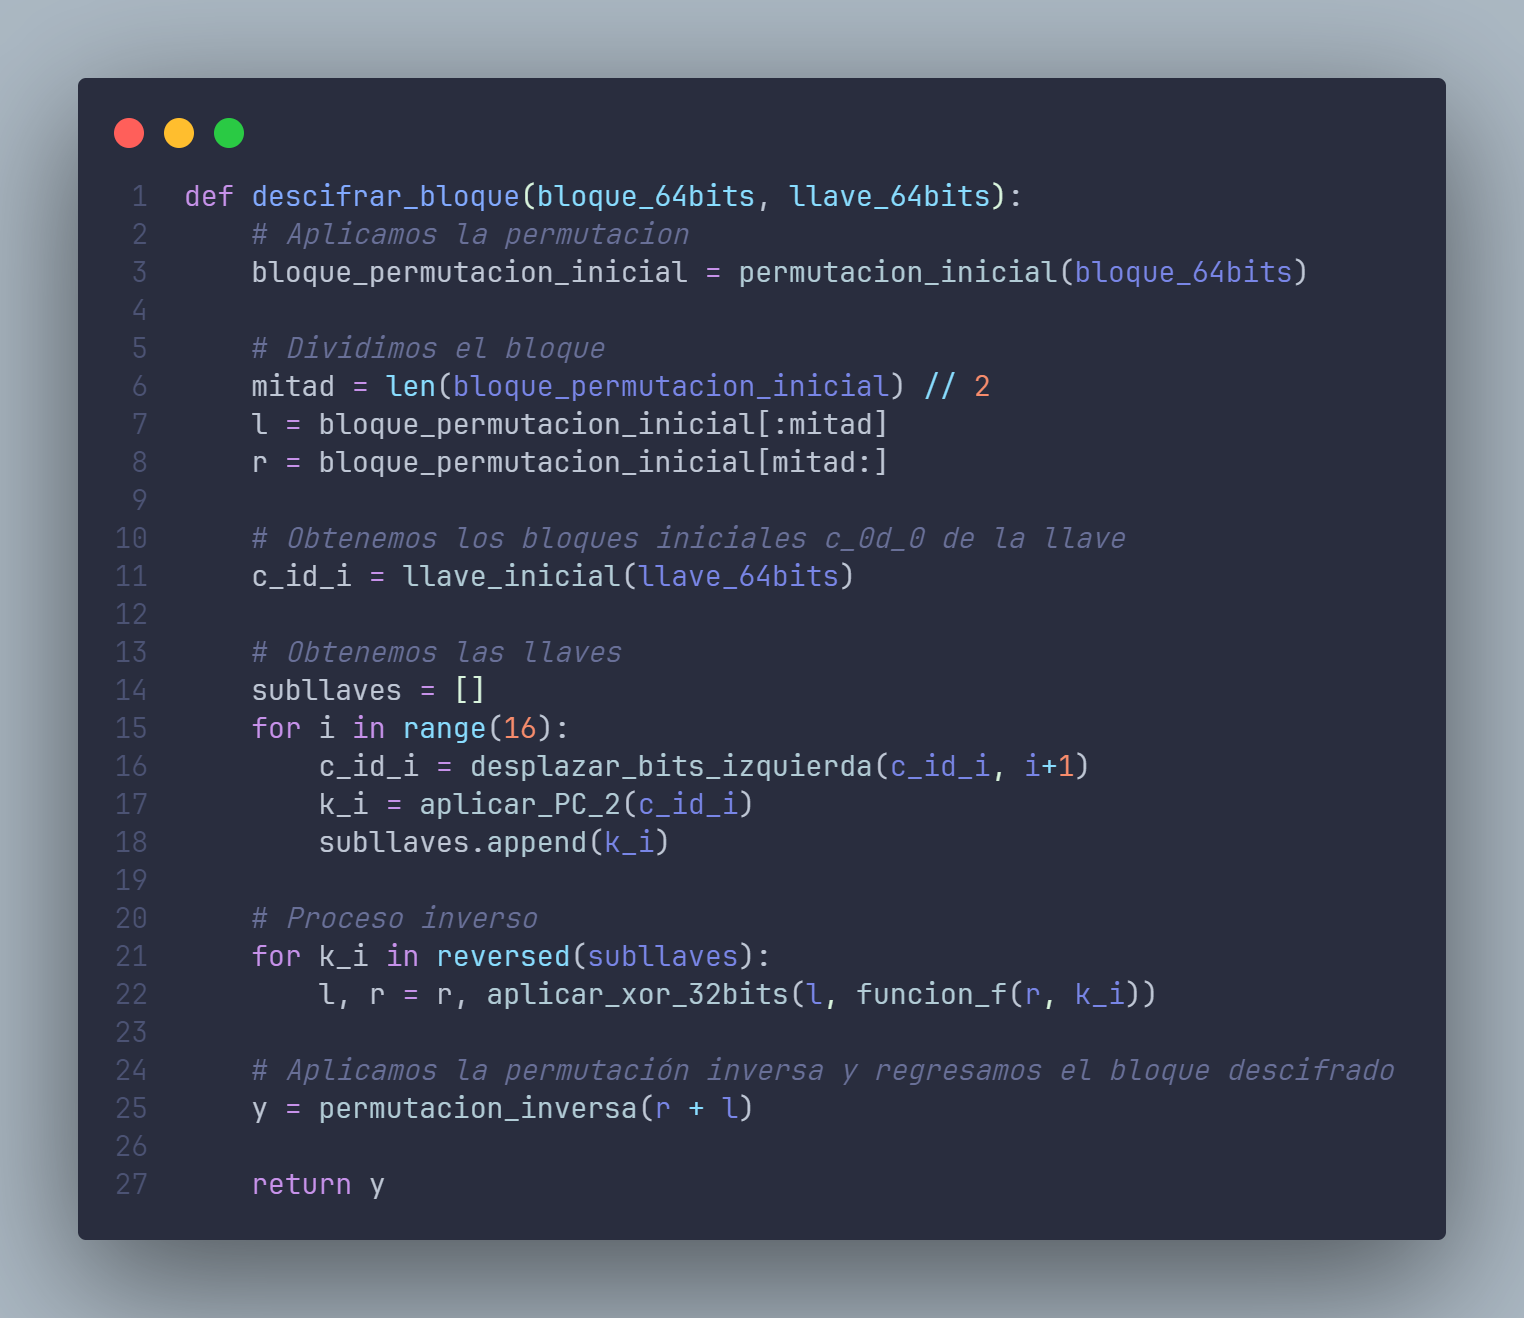 1 def descifrar_bloque(bloque_64bits, llave_64bits):
2     # Aplicamos la permutacion
3     bloque_permutacion_inicial = permutacion_inicial(bloque_64bits)
4
5     # Dividimos el bloque
6     mitad = len(bloque_permutacion_inicial) // 2
7     l = bloque_permutacion_inicial[:mitad]
8     r = bloque_permutacion_inicial[mitad:]
9
10     # Obtenemos los bloques iniciales c_0d_0 de la llave
11     c_id_i = llave_inicial(llave_64bits)
12
13     # Obtenemos las llaves
14     subllaves = []
15     for i in range(16):
16         c_id_i = desplazar_bits_izquierda(c_id_i, i+1)
17         k_i = aplicar_PC_2(c_id_i)
18         subllaves.append(k_i)
19
20     # Proceso inverso
21     for k_i in reversed(subllaves):
22         l, r = r, aplicar_xor_32bits(l, funcion_f(r, k_i))
23
24     # Aplicamos la permutación inversa y regresamos el bloque descifrado
25     y = permutacion_inversa(r + l)
26
27     return y